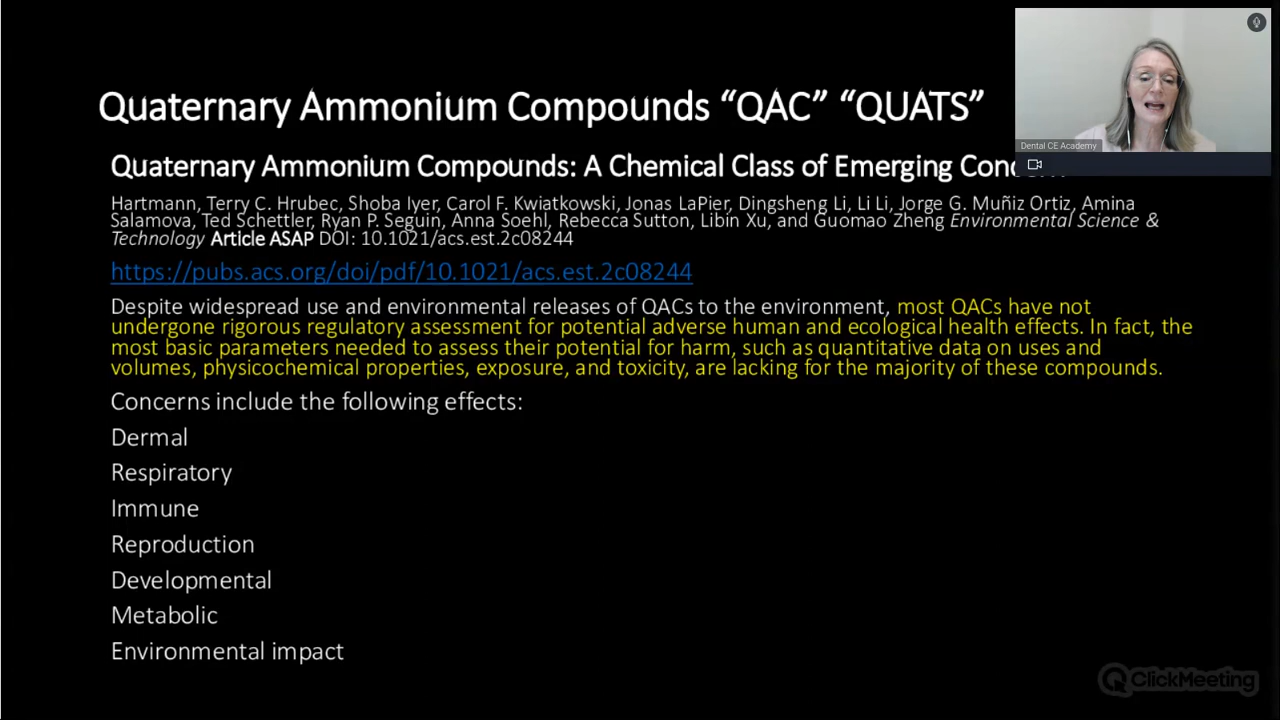 Quaternary Ammonium Compounds “QAC” “QUATS”
Quaternary Ammonium Compounds: A Chemical Class of Emerging
Hartmann, Terry C. Hrubec, Shoba Iyer, Carol F. Kwiatkowski, Jonas LaPier, Dingsheng Li, Li Li, Jorge G. Muñiz Ortiz, Amina
Salamova, Ted Schettler, Ryan P. Seguin, Anna Soehl, Rebecca Sutton, Libin Xu, and Guomao Zheng Environmental Science &
Technology Article ASAP DOI: 10.1021/acs.est.2c08244
https://pubs.acs.org/doi/pdf/10.1021/acs.est.2c08244
Despite widespread use and environmental releases of QACs to the environment, most QACs have not
undergone rigorous regulatory assessment for potential adverse human and ecological health effects. In fact, the
most basic parameters needed to assess their potential for harm, such as quantitative data on uses and
volumes, physicochemical properties, exposure, and toxicity, are lacking for the majority of these compounds.
Concerns include the following effects:
Dermal
Respiratory
Immune
Reproduction
Developmental
Metabolic
Environmental impact
Dental CE Academy
ClickMeeting